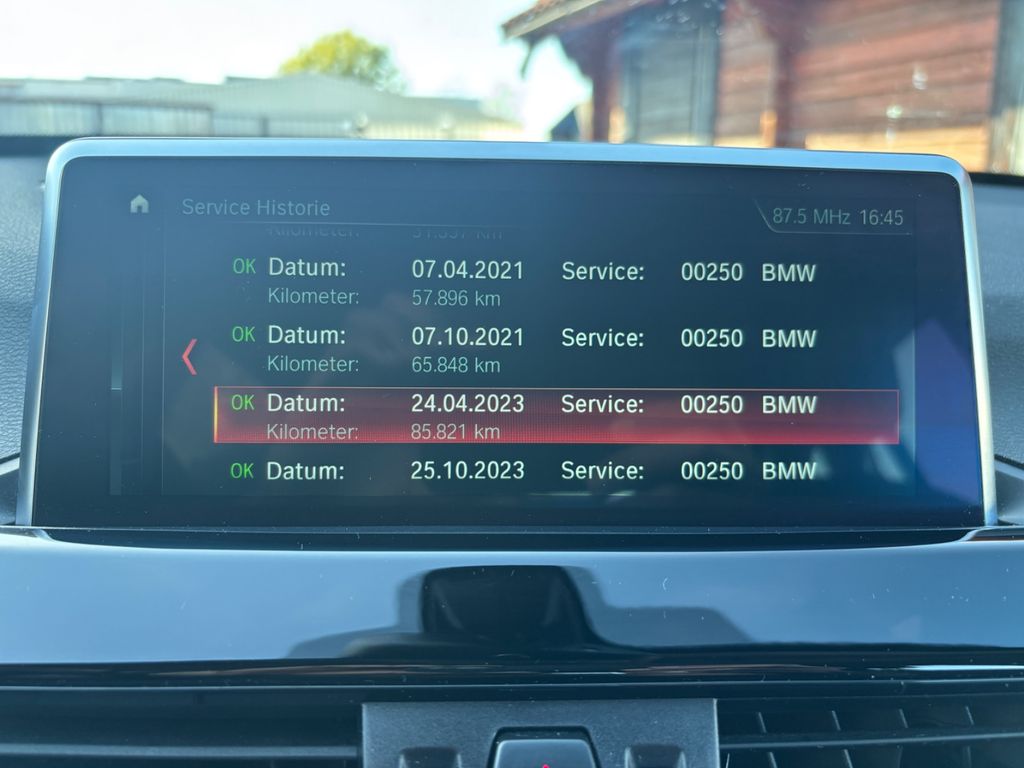 Service Historie
87.5 MHz 16:45
OK Datum: 07.04.2021 Service: 00250 BMW
Kilometer: 57.896 km
OK Datum: 07.10.2021 Service: 00250 BMW
Kilometer: 65.848 km
OK Datum: 24.04.2023 Service: 00250 BMW
Kilometer: 85.821 km
OK Datum: 25.10.2023 Service: 00250 BMW